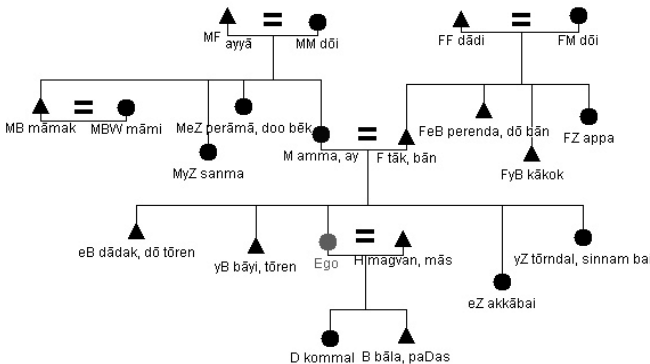 MF ayyā
MM dōi
FF dādi
FM dōi
MB māmak
MBW māmi
MeZ perāmā, doo bēk
MyZ sanma
M amma, ay
F tāk, bān
FeB perenda, dō bān
FyB kākok
FZ appa
eB dādak, dō tōren
yB bāyi, tōren
Ego
H magvan, mās
eZ akkābai
yZ tōrndal, sinnam bai
D kommal
B bāla, paDas